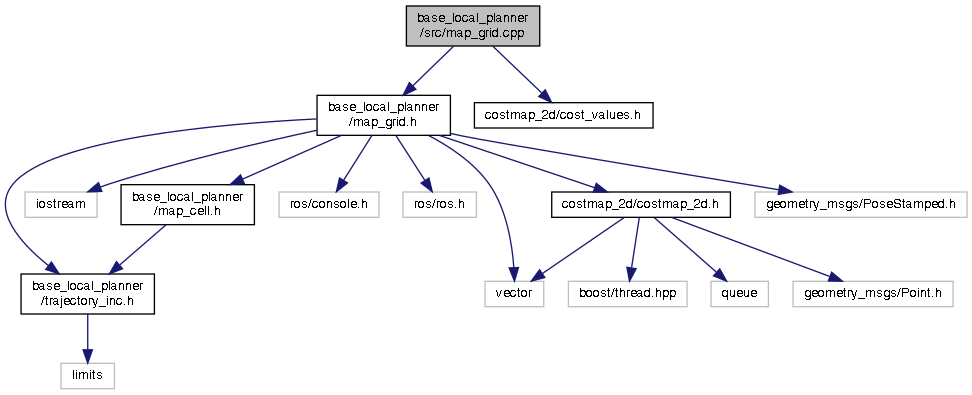 base_local_planner
/src/map_grid.cpp
base_local_planner
/map_grid.h
costmap_2d/cost_values.h
iostream
base_local_planner
/map_cell.h
ros/console.h
ros/ros.h
costmap_2d/costmap_2d.h
geometry_msgs/PoseStamped.h
base_local_planner
/trajectory_inc.h
vector
boost/thread.hpp
queue
geometry_msgs/Point.h
limits